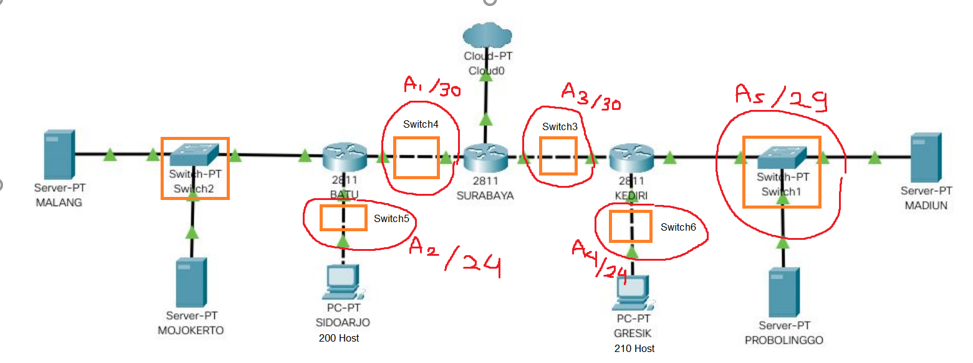 Cloud-PT
Cloud0
A1/30
A3/30
A5/29
Switch4
Switch3
Server-PT
MALANG
Switch-PT
Switch2
2811
BATU
2811
SURABAYA
2811
KEDIRI
Switch-PT
Switch1
Server-PT
MADIUN
Switch5
A2/24
Switch6
A4/24
Server-PT
MOJOKERTO
PC-PT
SIDOARJO
200 Host
PC-PT
GRESIK
210 Host
Server-PT
PROBOLINGGO